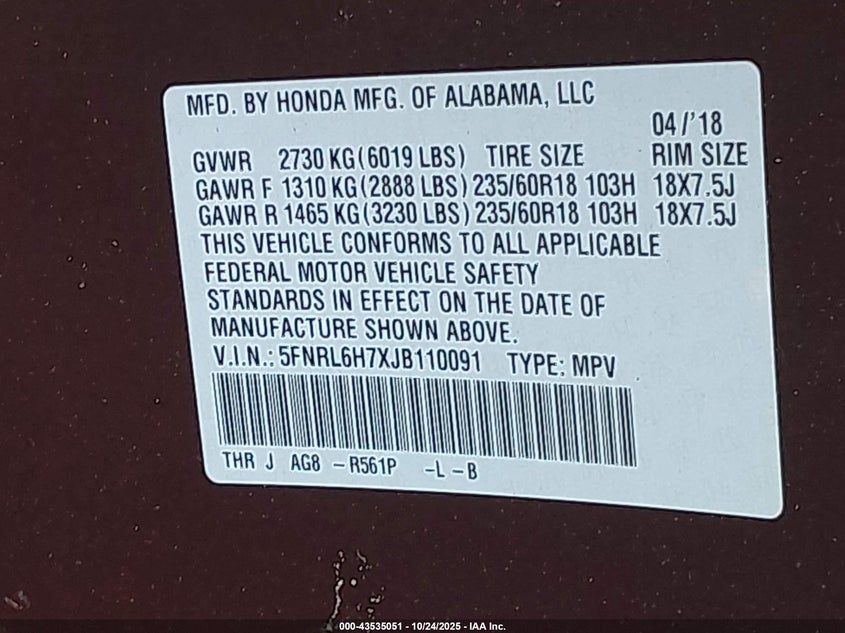 MFD. BY HONDA MFG. OF ALABAMA, LLC
04/'18
GVWR 2730 KG(6019 LBS) TIRE SIZE RIM SIZE
GAWR F 1310 KG(2888 LBS) 235/60R18 103H 18X7.5J
GAWR R 1465 KG(3230 LBS) 235/60R18 103H 18X7.5J
THIS VEHICLE CONFORMS TO ALL APPLICABLE
FEDERAL MOTOR VEHICLE SAFETY
STANDARDS IN EFFECT ON THE DATE OF
MANUFACTURE SHOWN ABOVE.
V.I.N.: 5FNRL6H7XJB110091 TYPE: MPV
THR J AG8 -R561P -L -B
000-43535051 - 10/24/2025 - IAA Inc.